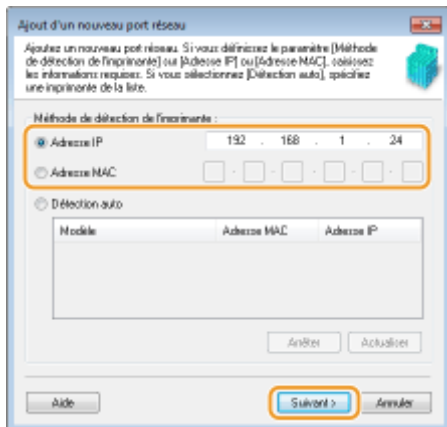 Ajout d'un nouveau port réseau
Ajoutez un nouveau port réseau. Si vous définissez le paramètre [Méthode
de détection de l'imprimante] sur [Adresse IP] ou [Adresse MAC], saisissez
les informations requises. Si vous sélectionnez [Détection auto], spécifiez
une imprimante de la liste.
Méthode de détection de l'imprimante :
Adresse IP 192 . 168 . 1 . 24
Adresse MAC - - - - -
Détection auto
Modèle Adresse MAC Adresse IP
Arrêter Actualiser
Aide Suivant > Annuler